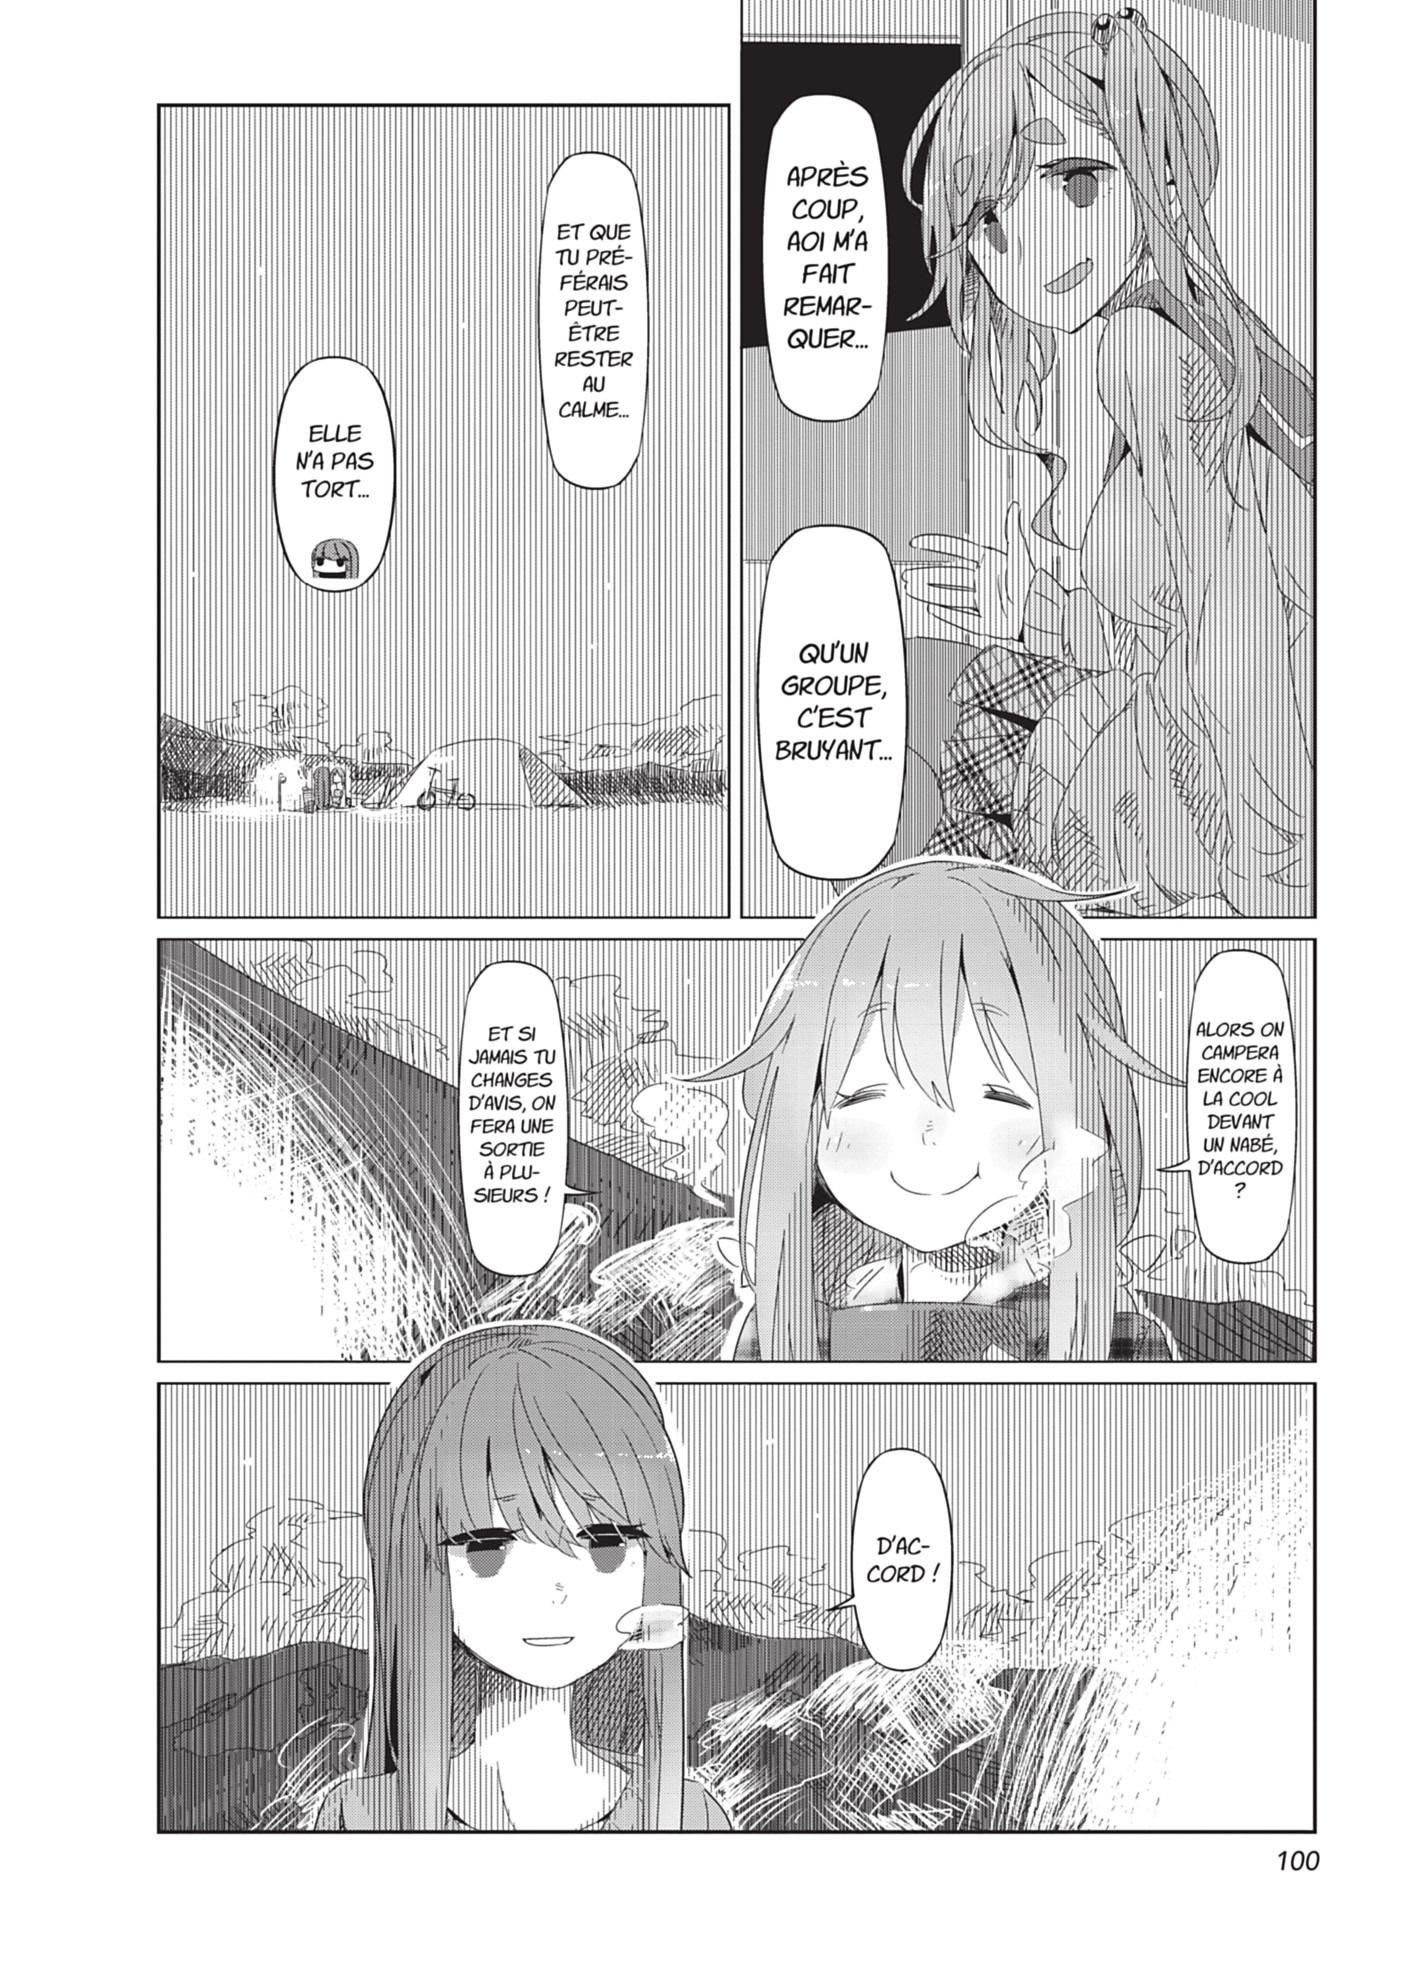 APRÈS
COUP,
AOI M'A
FAIT
REMAR-
QUER...
QU'UN
GROUPE,
C'EST
BRUYANT...
ET QUE
TU PRÉ-
FÉRAIS
PEUT-
ÊTRE
RESTER
AU
CALME...
ELLE
N'A PAS
TORT...
ALORS ON
CAMPERA
ENCORE À
LA COOL
DEVANT
UN NABÉ,
D'ACCORD
?
ET SI
JAMAIS TU
CHANGES
D'AVIS, ON
FERA UNE
SORTIE
À PLU-
SIEURS !
D'AC-
CORD !
100